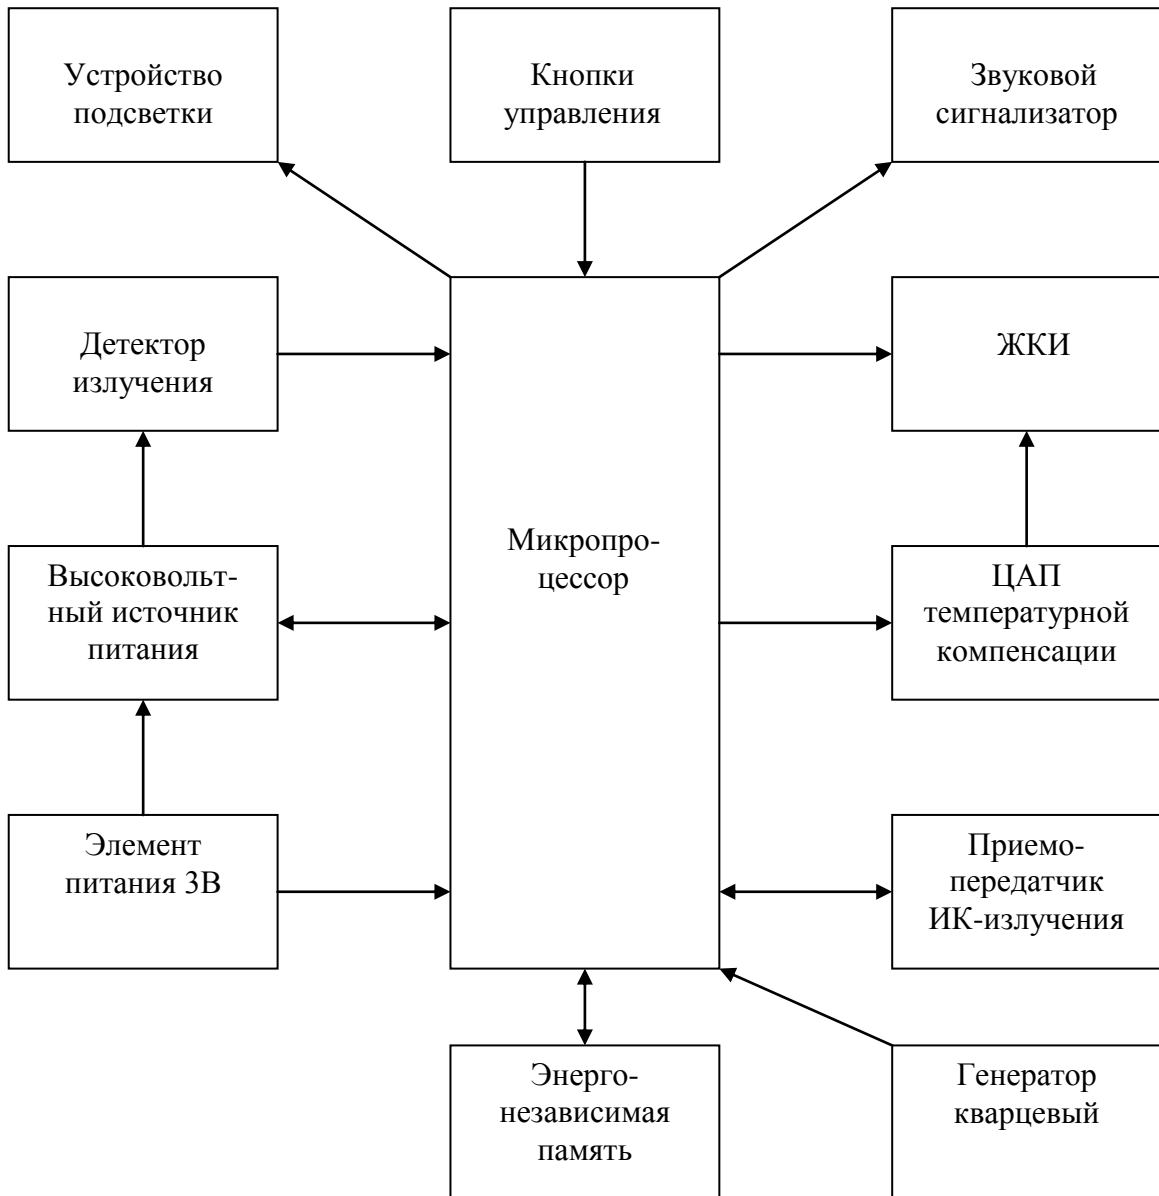 Устройство
подсветки
Кнопки
управления
Звуковой
сигнализатор
Детектор
излучения
ЖКИ
Микропро-
цессор
Высоковольт-
ный источник
питания
ЦАП
температурной
компенсации
Элемент
питания 3В
Приемо-
передатчик
ИК-излучения
Энерго-
независимая
память
Генератор
кварцевый